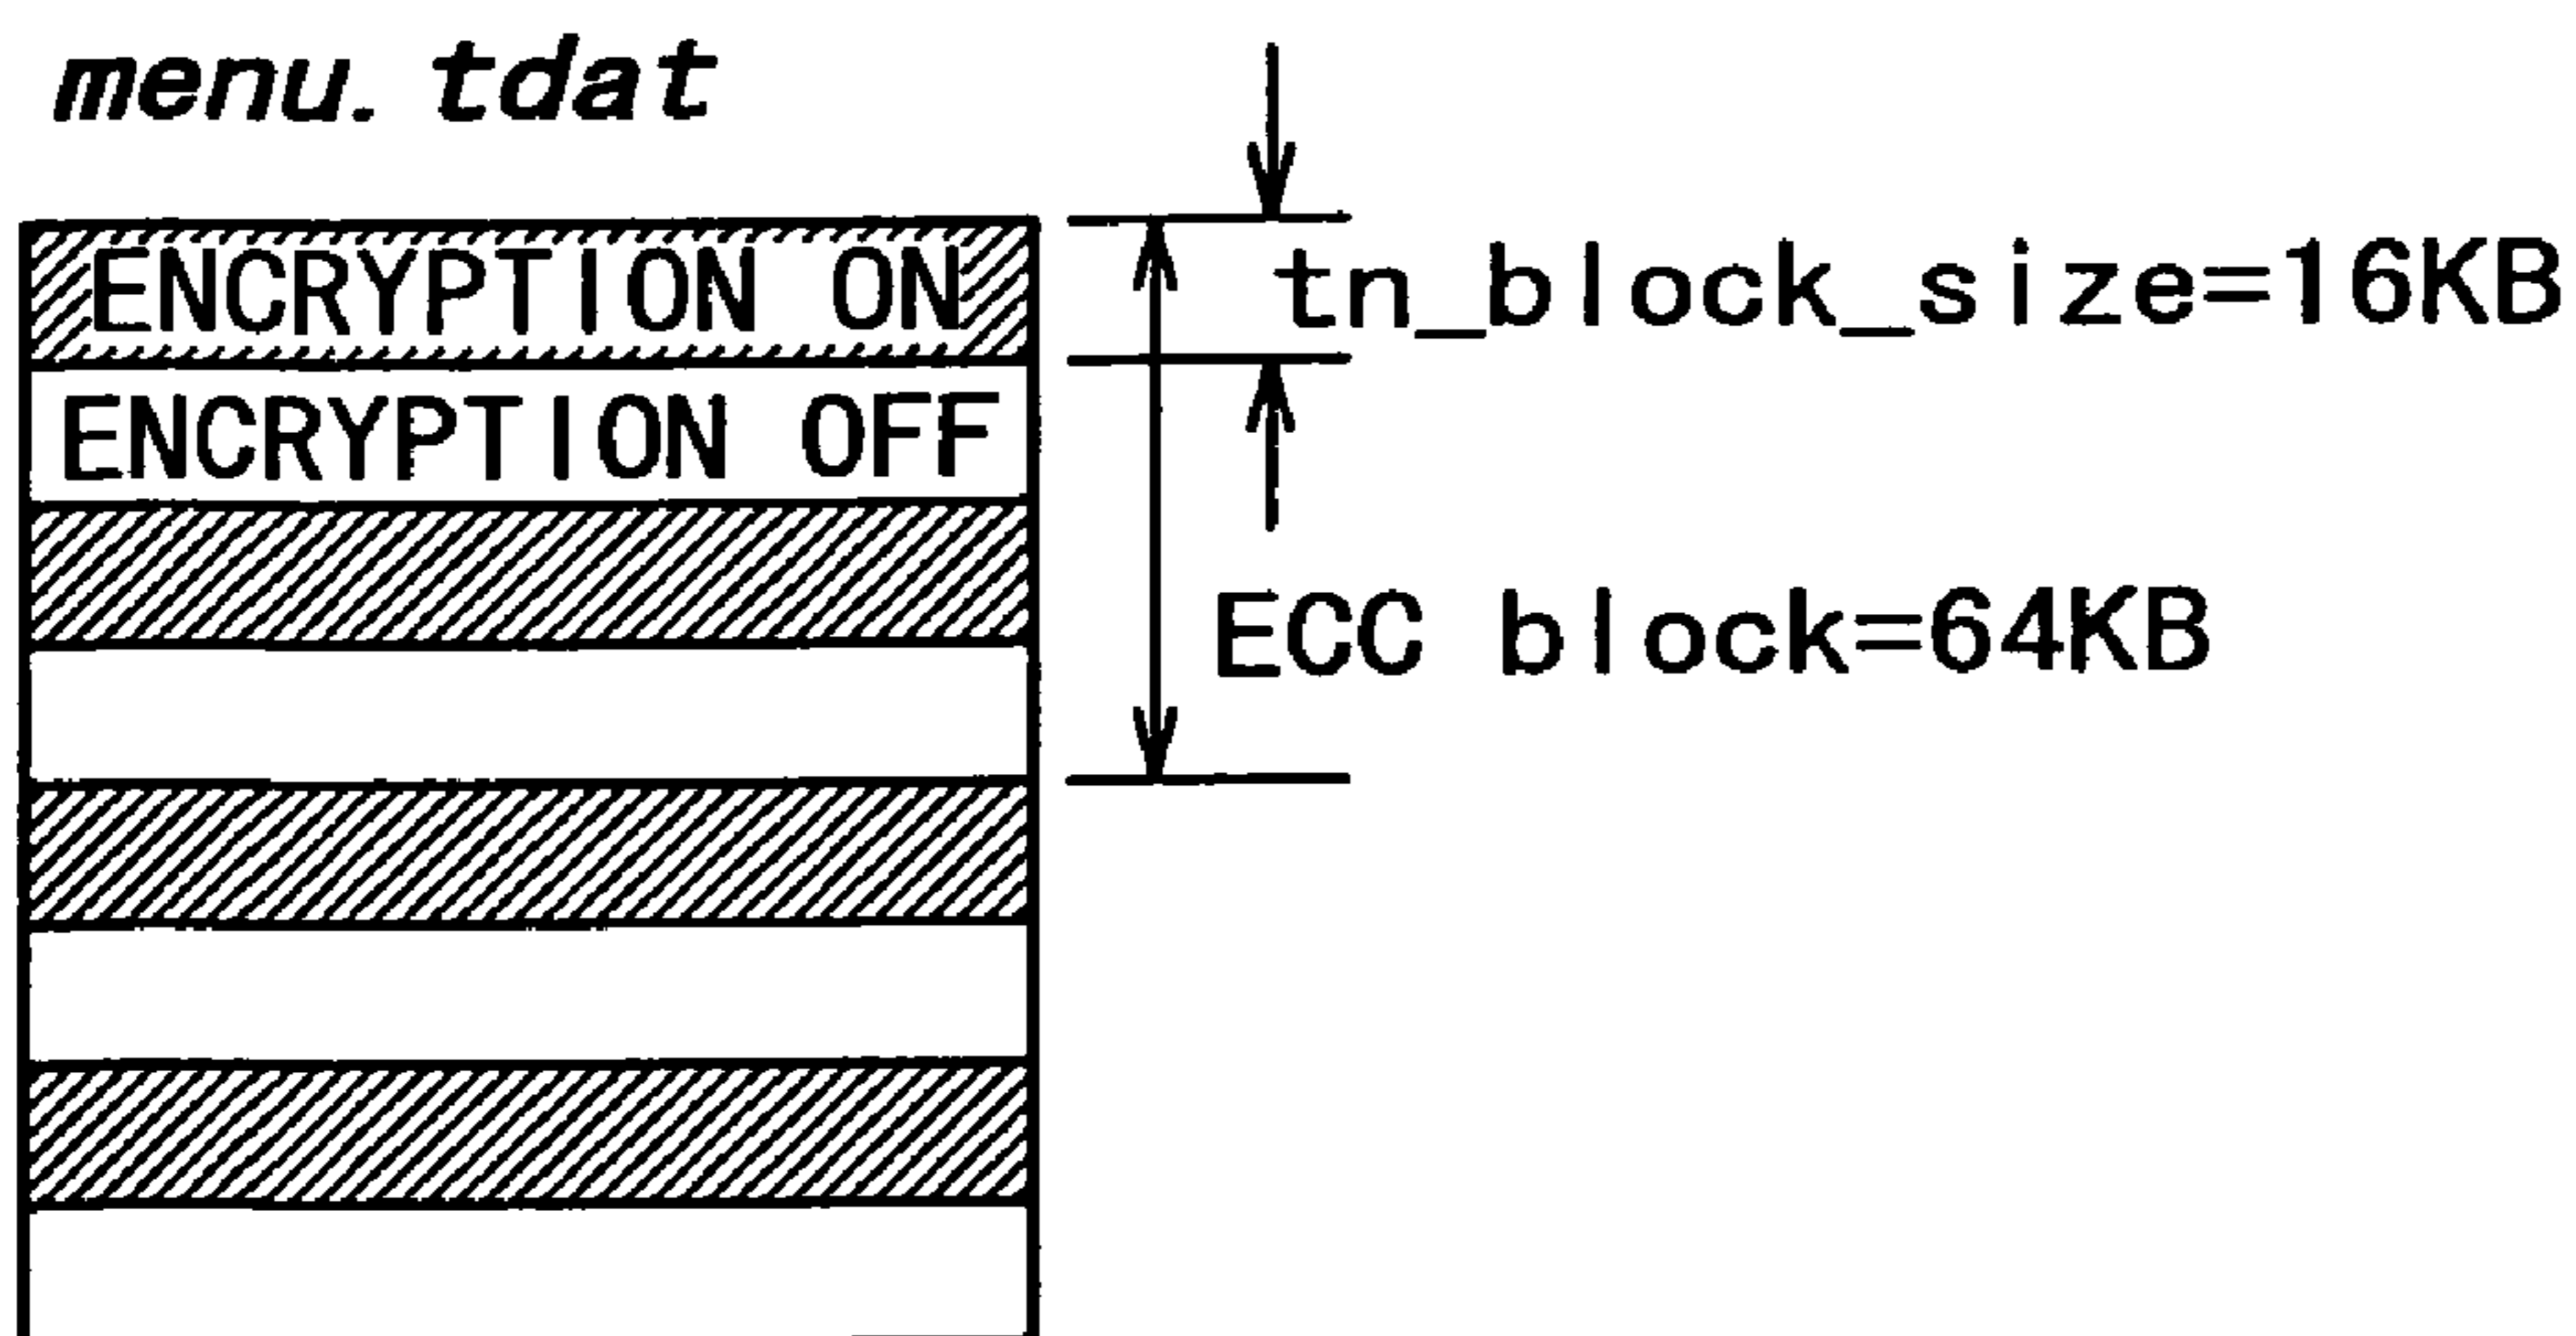 menu. tdat
ENCRYPTION ON
tn_block_size=16KB
ENCRYPTION OFF
ECC block=64KB